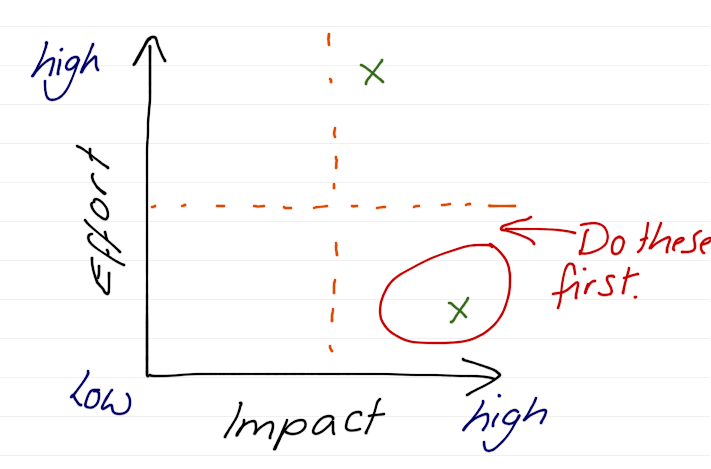 high
x
Effort
Do these
first.
x
Low
Impact
high